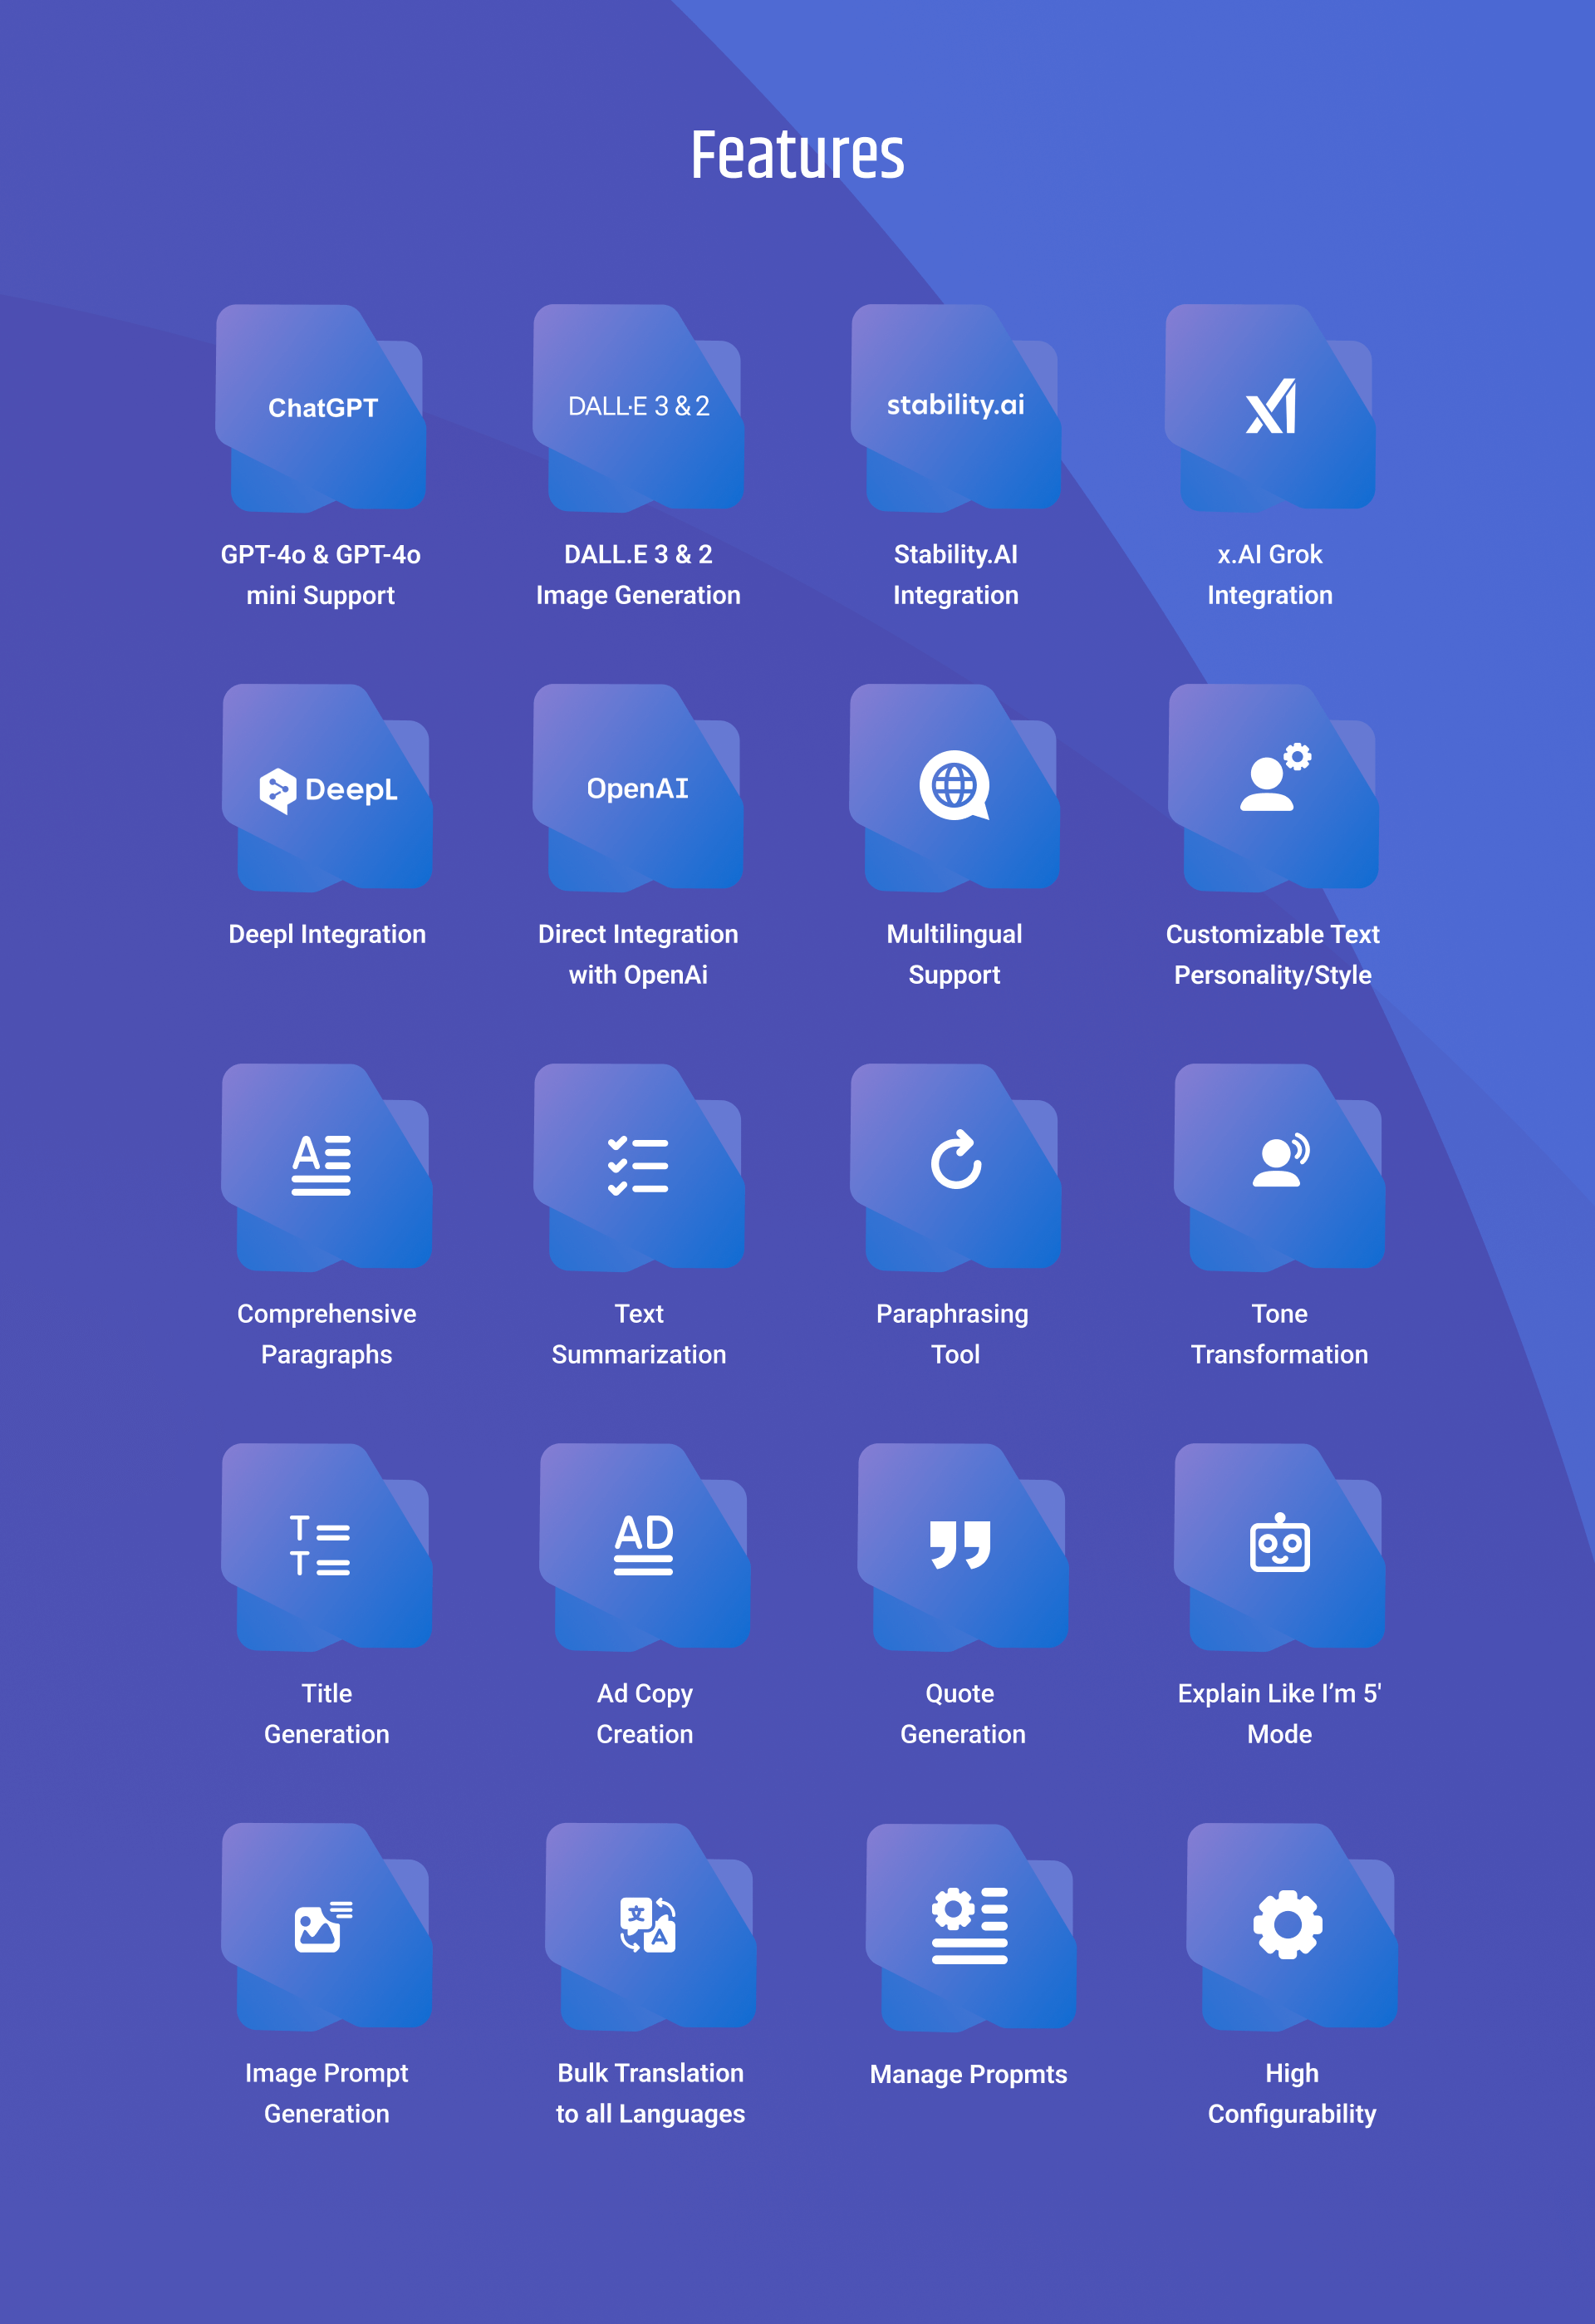 Features
ChatGPT
DALL·E 3 & 2
stability.ai
xAI
GPT-4o & GPT-4o
mini Support
DALL.E 3 & 2
Image Generation
Stability.AI
Integration
x.AI Grok
Integration
DeepL
OpenAI
Deepl Integration
Direct Integration
with OpenAi
Multilingual
Support
Customizable Text
Personality/Style
A
Comprehensive
Paragraphs
Text
Summarization
Paraphrasing
Tool
Tone
Transformation
T
T
AD
Title
Generation
Ad Copy
Creation
Quote
Generation
Explain Like I’m 5'
Mode
文
A
Image Prompt
Generation
Bulk Translation
to all Languages
Manage Propmts
High
Configurability